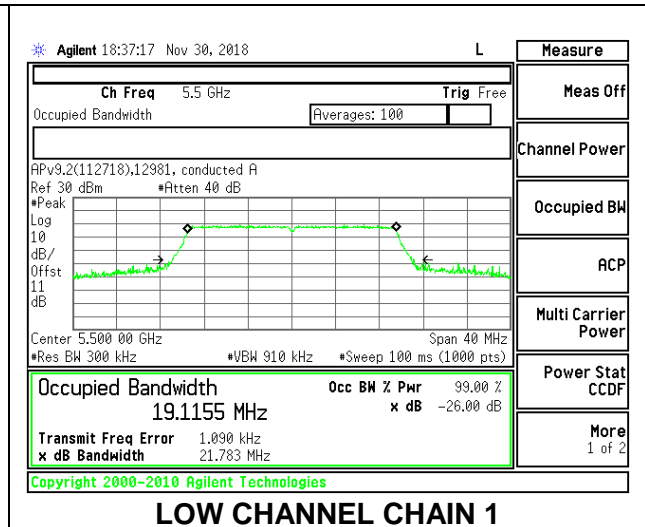 Agilent 18:37:17 Nov 30, 2018 L Measure
Ch Freq 5.5 GHz Trig Free
Meas Off
Occupied Bandwidth Averages: 100
Channel Power
APv9.2(112718),12981, conducted A
Ref 30 dBm #Atten 40 dB
#Peak
Log
10
dB/
Offst
11
dB
Occupied BW
ACP
Center 5.500 00 GHz Span 40 MHz
#Res BW 300 kHz #VBW 910 kHz #Sweep 100 ms (1000 pts)
Multi Carrier
Power
Occupied Bandwidth Occ BW % Pwr 99.00 %
19.1155 MHz x dB -26.00 dB
Power Stat
CCDF
Transmit Freq Error 1.090 kHz
x dB Bandwidth 21.783 MHz
More
1 of 2
Copyright 2000-2010 Agilent Technologies
LOW CHANNEL CHAIN 1